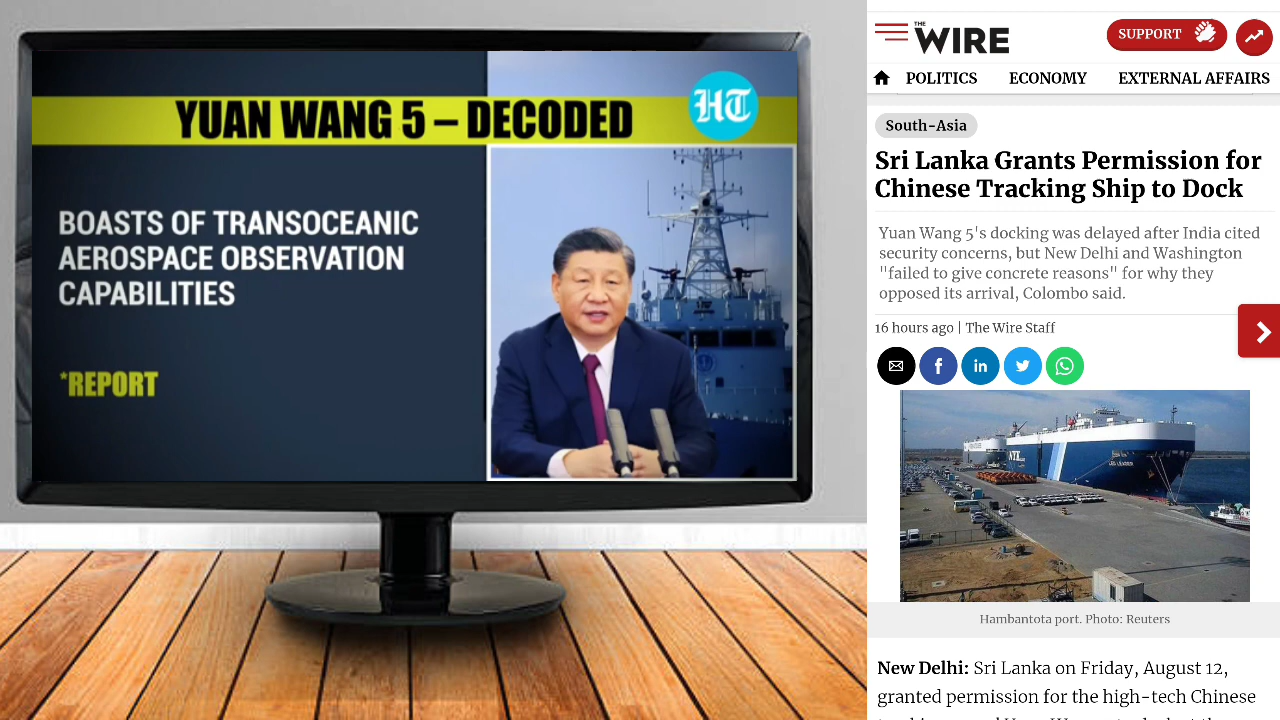 YUAN WANG 5 – DECODED
HT
BOASTS OF TRANSOCEANIC
AEROSPACE OBSERVATION
CAPABILITIES
*REPORT
THE
WIRE
SUPPORT
POLITICS ECONOMY EXTERNAL AFFAIRS
South-Asia
Sri Lanka Grants Permission for
Chinese Tracking Ship to Dock
Yuan Wang 5's docking was delayed after India cited
security concerns, but New Delhi and Washington
"failed to give concrete reasons" for why they
opposed its arrival, Colombo said.
16 hours ago | The Wire Staff
NYK
Hambantota port. Photo: Reuters
New Delhi: Sri Lanka on Friday, August 12,
granted permission for the high-tech Chinese